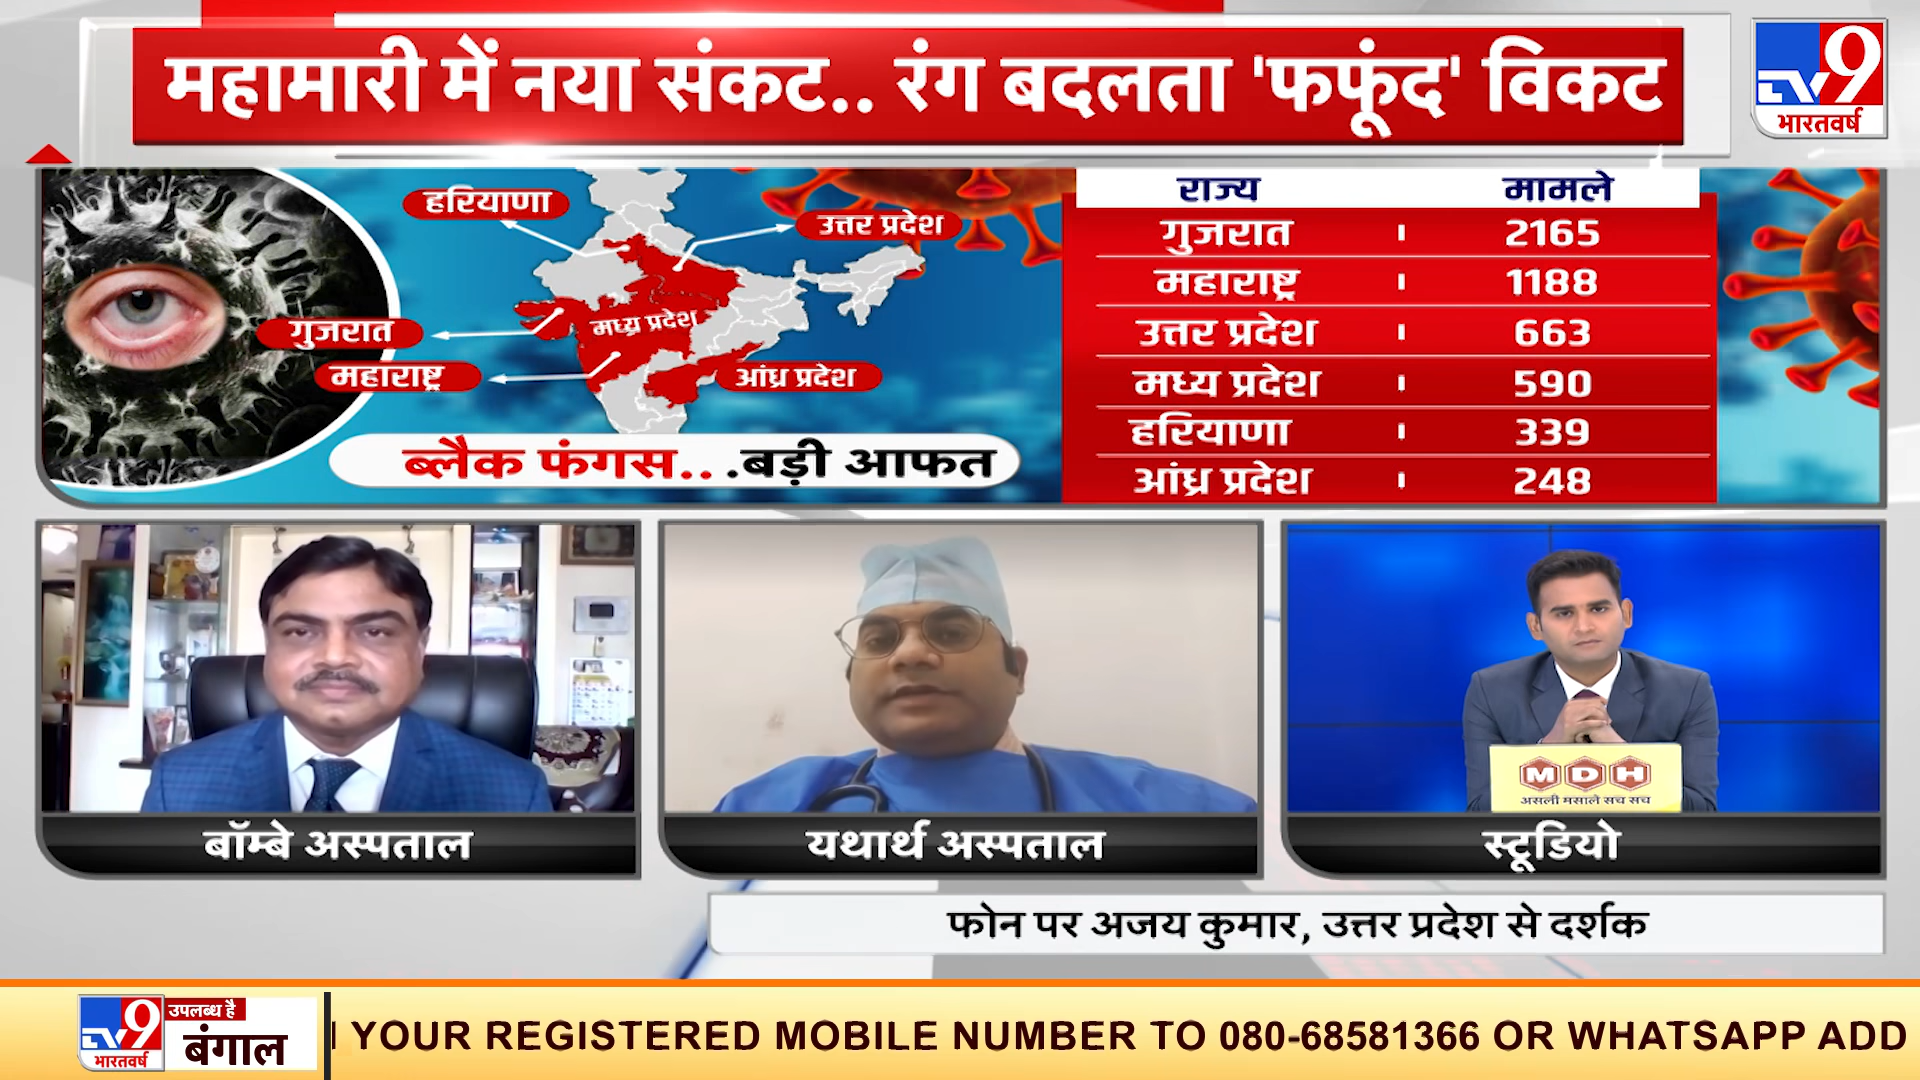 महामारी में नया संकट.. रंग बदलता 'फफूंद' विकट
TV9
भारतवर्ष
हरियाणा
उत्तर प्रदेश
गुजरात
मध्य प्रदेश
महाराष्ट्र
आंध्र प्रदेश
ब्लैक फंगस.. .बड़ी आफत
राज्य मामले
गुजरात : 2165
महाराष्ट्र : 1188
उत्तर प्रदेश : 663
मध्य प्रदेश : 590
हरियाणा : 339
आंध्र प्रदेश : 248
MDH
असली मसाले सच सच
बॉम्बे अस्पताल
यथार्थ अस्पताल
स्टूडियो
फोन पर अजय कुमार, उत्तर प्रदेश से दर्शक
TV9
भारतवर्ष
उपलब्ध है
बंगाल
YOUR REGISTERED MOBILE NUMBER TO 080-68581366 OR WHATSAPP ADD